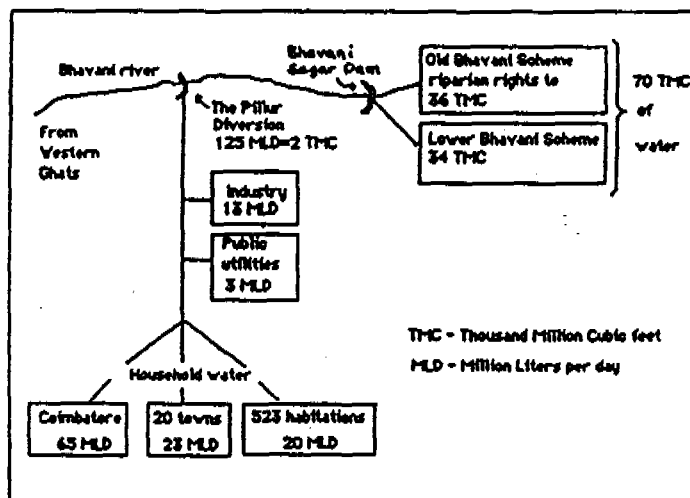 Bhavani river
From
Western
Ghats
The Pillur
Diversion
125 MLD=2 TMC
Bhavani
Sagar Dam
Old Bhavani Scheme
riparian rights to
36 TMC
Lower Bhavani Scheme
34 TMC
70 TMC
of
water
Industry
13 MLD
Public
utilities
3 MLD
Household water
Coimbatore
65 MLD
20 towns
23 MLD
523 habitations
20 MLD
TMC - Thousand Million Cubic feet
MLD - Million Liters per day